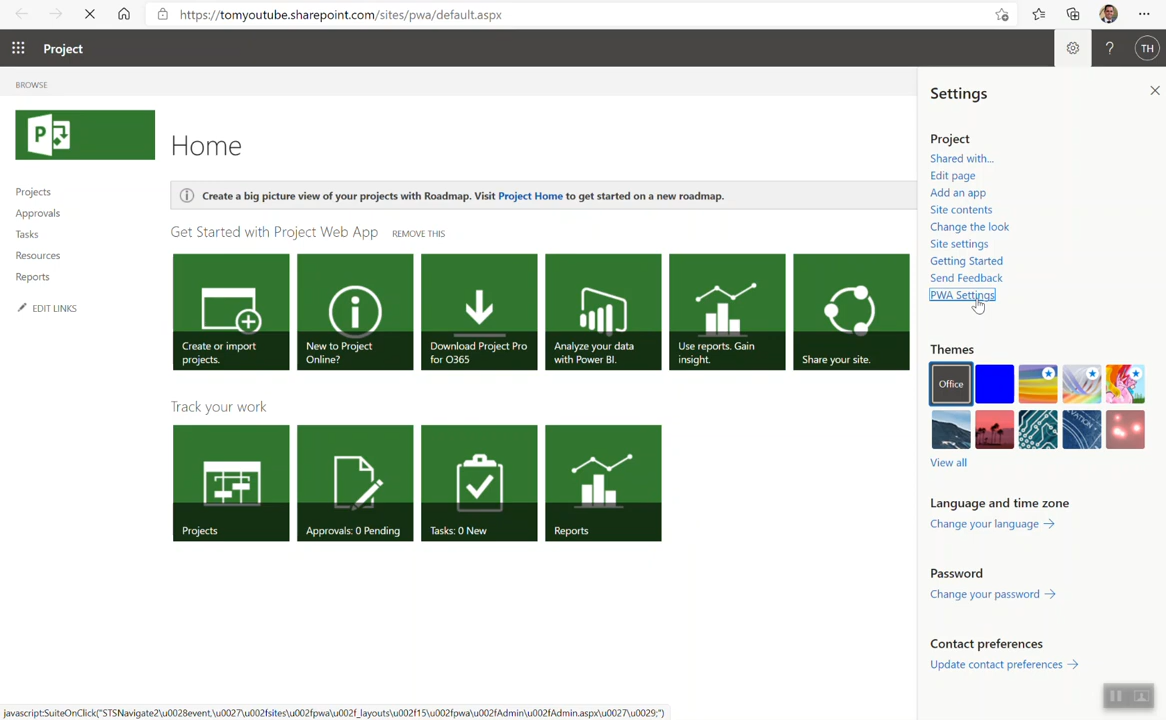 https://tomyoutube.sharepoint.com/sites/pwa/default.aspx
Project
?
TH
BROWSE
P
Home
Projects
Approvals
Tasks
Resources
Reports
EDIT LINKS
Create a big picture view of your projects with Roadmap. Visit Project Home to get started on a new roadmap.
Get Started with Project Web App REMOVE THIS
Create or import
projects.
New to Project
Online?
Download Project Pro
for O365
Analyze your data
with Power BI.
Use reports. Gain
insight.
Share your site.
Track your work
Projects
Approvals: 0 Pending
Tasks: 0 New
Reports
Settings
Project
Shared with...
Edit page
Add an app
Site contents
Change the look
Site settings
Getting Started
Send Feedback
PWA Settings
Themes
Office
View all
Language and time zone
Change your language →
Password
Change your password →
Contact preferences
Update contact preferences →
javascript:SuiteOnClick("STSNavigate2\u0028event,\u0027\u002fsites\u002fpwa\u002f_layouts\u002f15\u002fpwa\u002fAdmin\u002fAdmin.aspx\u0027\u0029;")